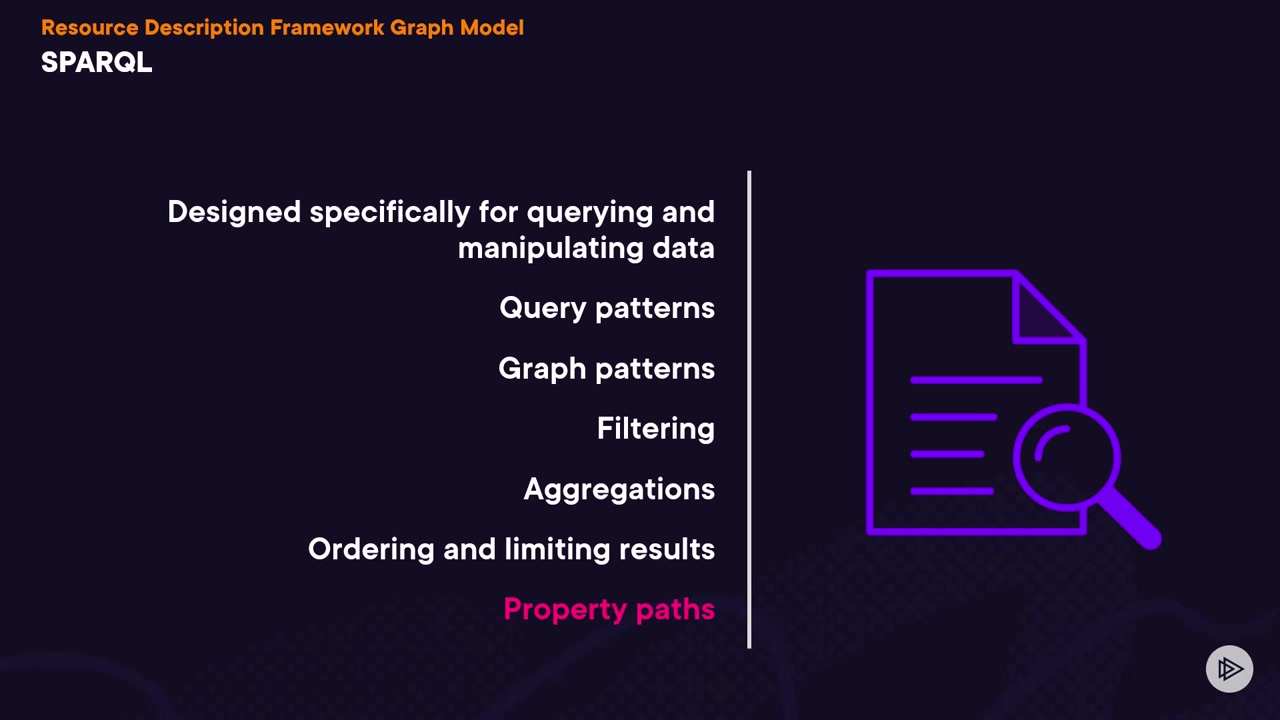 Resource Description Framework Graph Model
SPARQL
Designed specifically for querying and
manipulating data
Query patterns
Graph patterns
Filtering
Aggregations
Ordering and limiting results
Property paths